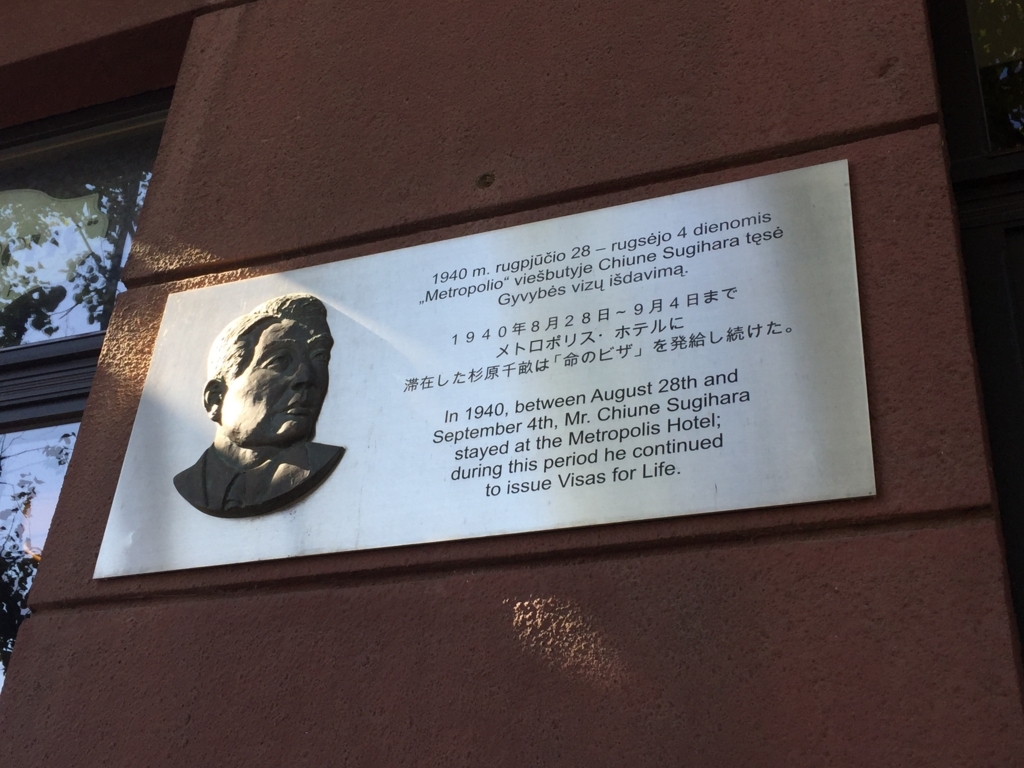 1940 m. rugpjūčio 28 – rugsėjo 4 dienomis
„Metropolio“ viešbutyje Chiune Sugihara tęsė
Gyvybės vizų išdavimą.
１９４０年８月２８日～９月４日まで
メトロポリス・ホテルに
滞在した杉原千畝は「命のビザ」を発給し続けた。
In 1940, between August 28th and
September 4th, Mr. Chiune Sugihara
stayed at the Metropolis Hotel;
during this period he continued
to issue Visas for Life.